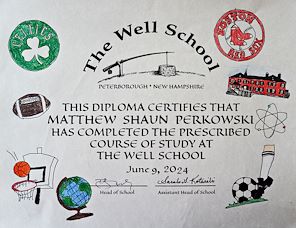 CELTICS
BOSTON
RED SOX
The Well School
PETERBOROUGH • NEW HAMPSHIRE
THIS DIPLOMA CERTIFIES THAT
MATTHEW SHAUN PERKOWSKI
HAS COMPLETED THE PRESCRIBED
COURSE OF STUDY AT
THE WELL SCHOOL
June 9, 2024
Head of School
Assistant Head of School